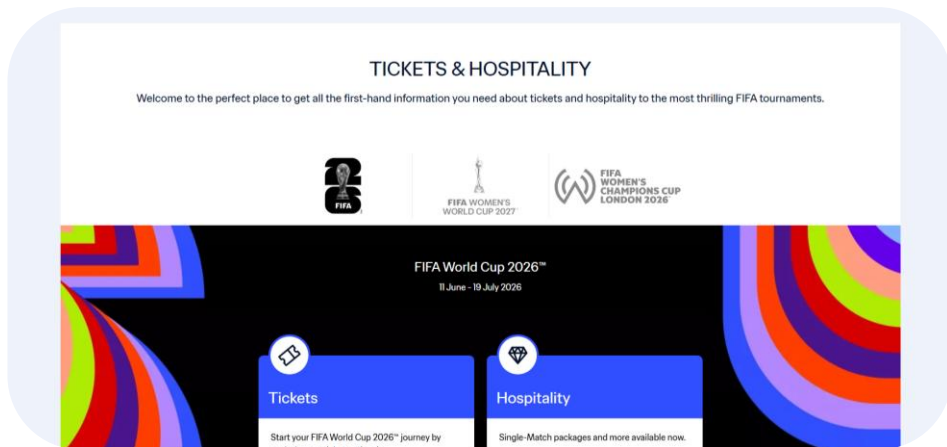 TICKETS & HOSPITALITY
Welcome to the perfect place to get all the first-hand information you need about tickets and hospitality to the most thrilling FIFA tournaments.
26
FIFA
FIFA WOMEN'S
WORLD CUP 2027
FIFA
WOMEN'S
CHAMPIONS CUP
LONDON 2026
FIFA World Cup 2026™
11 June - 19 July 2026
Tickets
Hospitality
Start your FIFA World Cup 2026™ journey by
Single-Match packages and more available now.